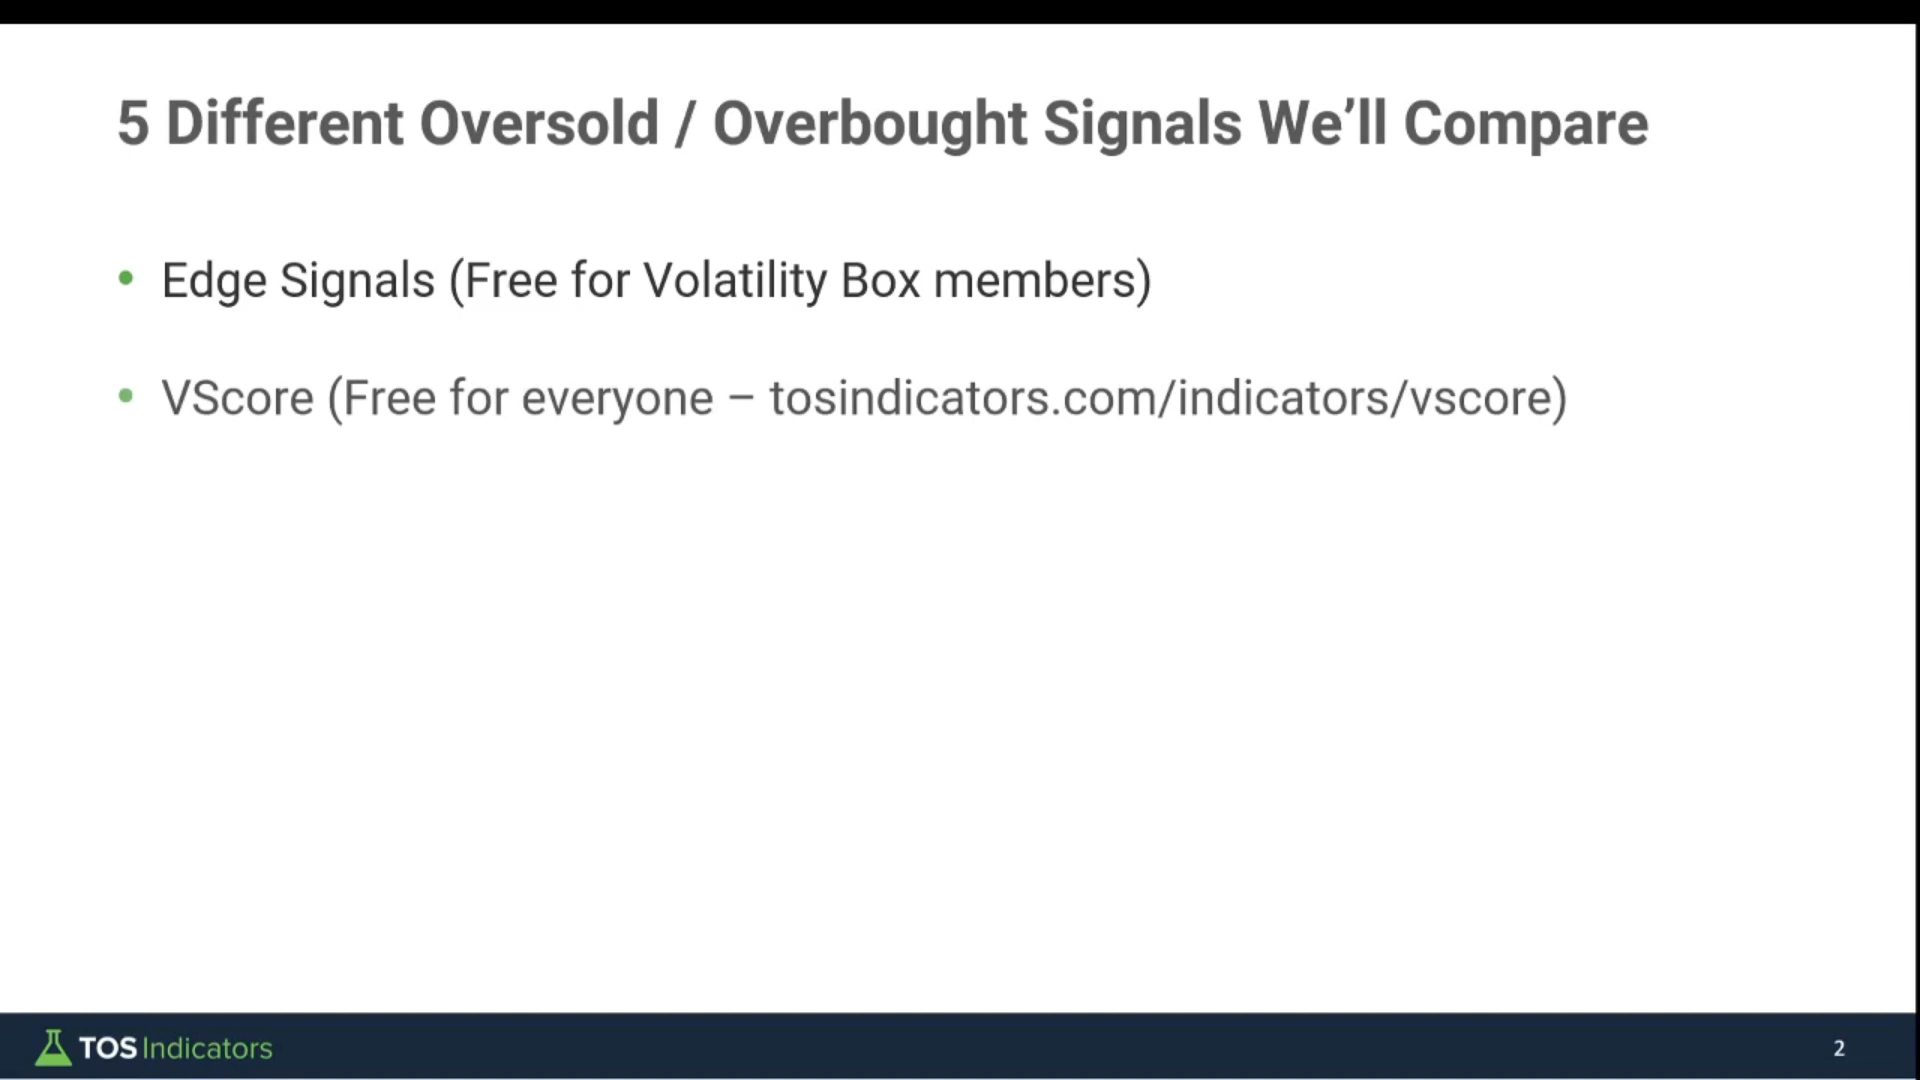 5 Different Oversold / Overbought Signals We’ll Compare
• Edge Signals (Free for Volatility Box members)
• VScore (Free for everyone – tosindicators.com/indicators/vscore)
TOS Indicators
2